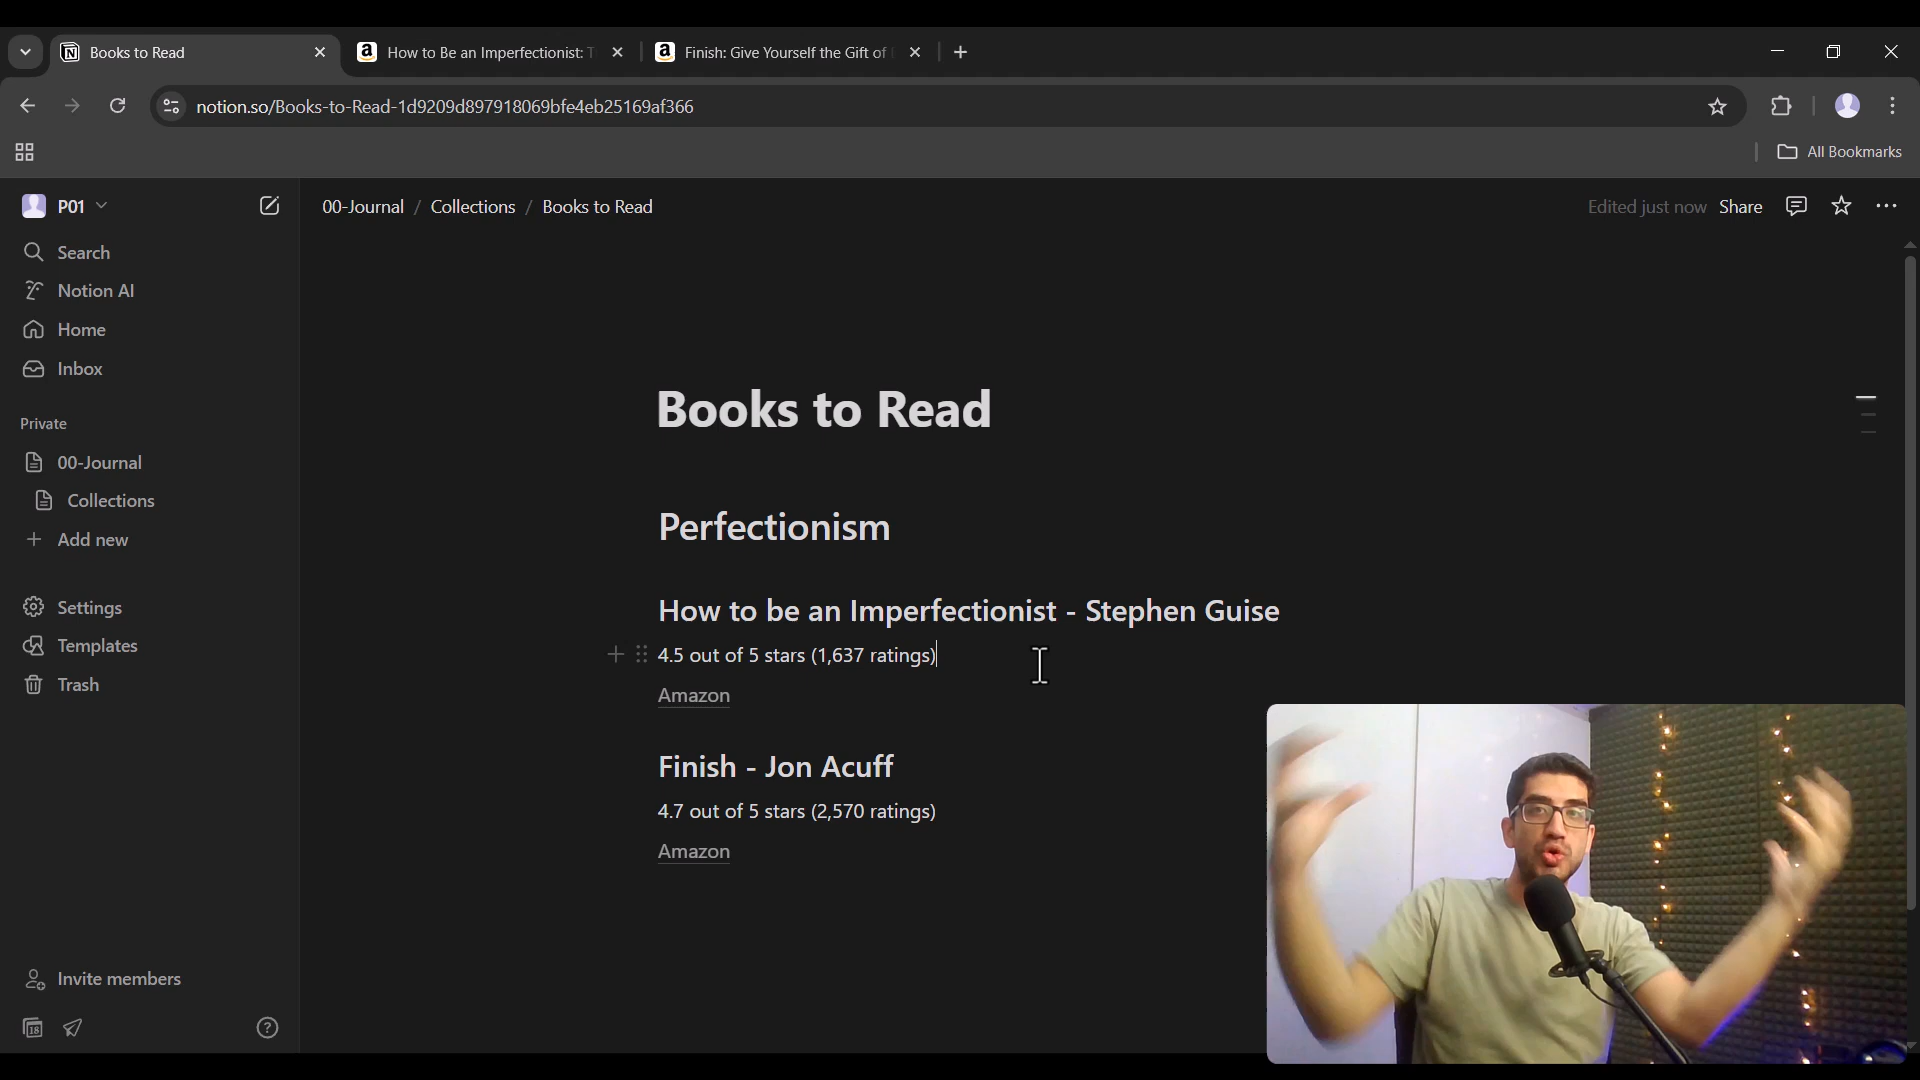 Books to Read
How to Be an Imperfectionist: T
Finish: Give Yourself the Gift of
notion.so/Books-to-Read-1d9209d897918069bfe4eb25169af366
All Bookmarks
P01
00-Journal / Collections / Books to Read
Edited just now
Share
Search
Notion AI
Home
Inbox
Private
00-Journal
Collections
Add new
Settings
Templates
Trash
Invite members
18
Books to Read
Perfectionism
How to be an Imperfectionist - Stephen Guise
4.5 out of 5 stars (1,637 ratings)
Amazon
Finish - Jon Acuff
4.7 out of 5 stars (2,570 ratings)
Amazon